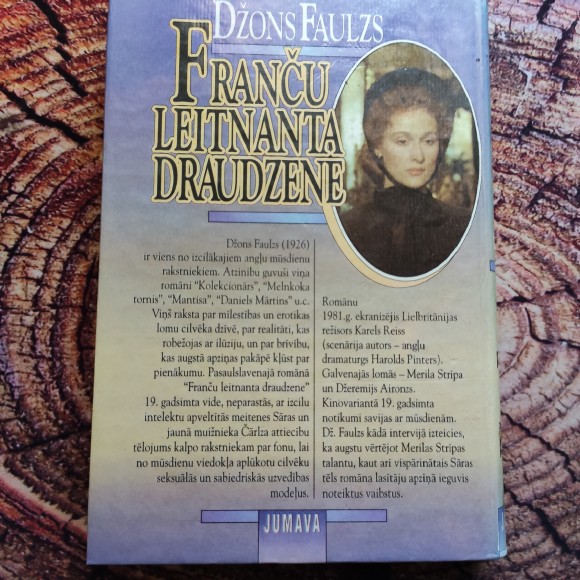 DŽONS FAULZS
FRANČU
LEITNANTA
DRAUDZENE
Džons Faulzs (1926)
ir viens no izcilākajiem angļu mūsdienu
rakstniekiem. Atzinību guvuši viņa
romāni "Kolekcionārs", "Melnkoka
tornis", "Mantisa", "Daniels Mārtins" u.c.
Viņš raksta par mīlestības un erotikas
lomu cilvēka dzīvē, par realitāti, kas
robežojas ar ilūziju, un par brīvību,
kas augstā apziņas pakāpē kļūst par
pienākumu. Pasaulslavenajā romānā
"Franču leitnanta draudzene"
19. gadsimta vide, neparastās, ar izcilu
intelektu apveltītās meitenes Sāras un
jaunā muižnieka Čārlza attiecību
tēlojums kalpo rakstniekam par fonu, lai
no mūsdienu viedokļa aplūkotu cilvēku
seksuālās un sabiedriskās uzvedības
modeļus.
Romānu
1981.g. ekranizējis Lielbritānijas
režisors Karels Reiss
(scenārija autors – angļu
dramaturgs Harolds Pinters).
Galvenajās lomās – Merila Strīpa
un Džeremijs Aironzs.
Kinovariantā 19. gadsimta
notikumi savijas ar mūsdienām.
Dž. Faulzs kādā intervijā izteicies,
ka augstu vērtējot Merilas Strīpas
talantu, kaut arī vispārinātais Sāras
tēls romāna lasītāju apziņā ieguvis
noteiktus vaibstus.
JUMAVA